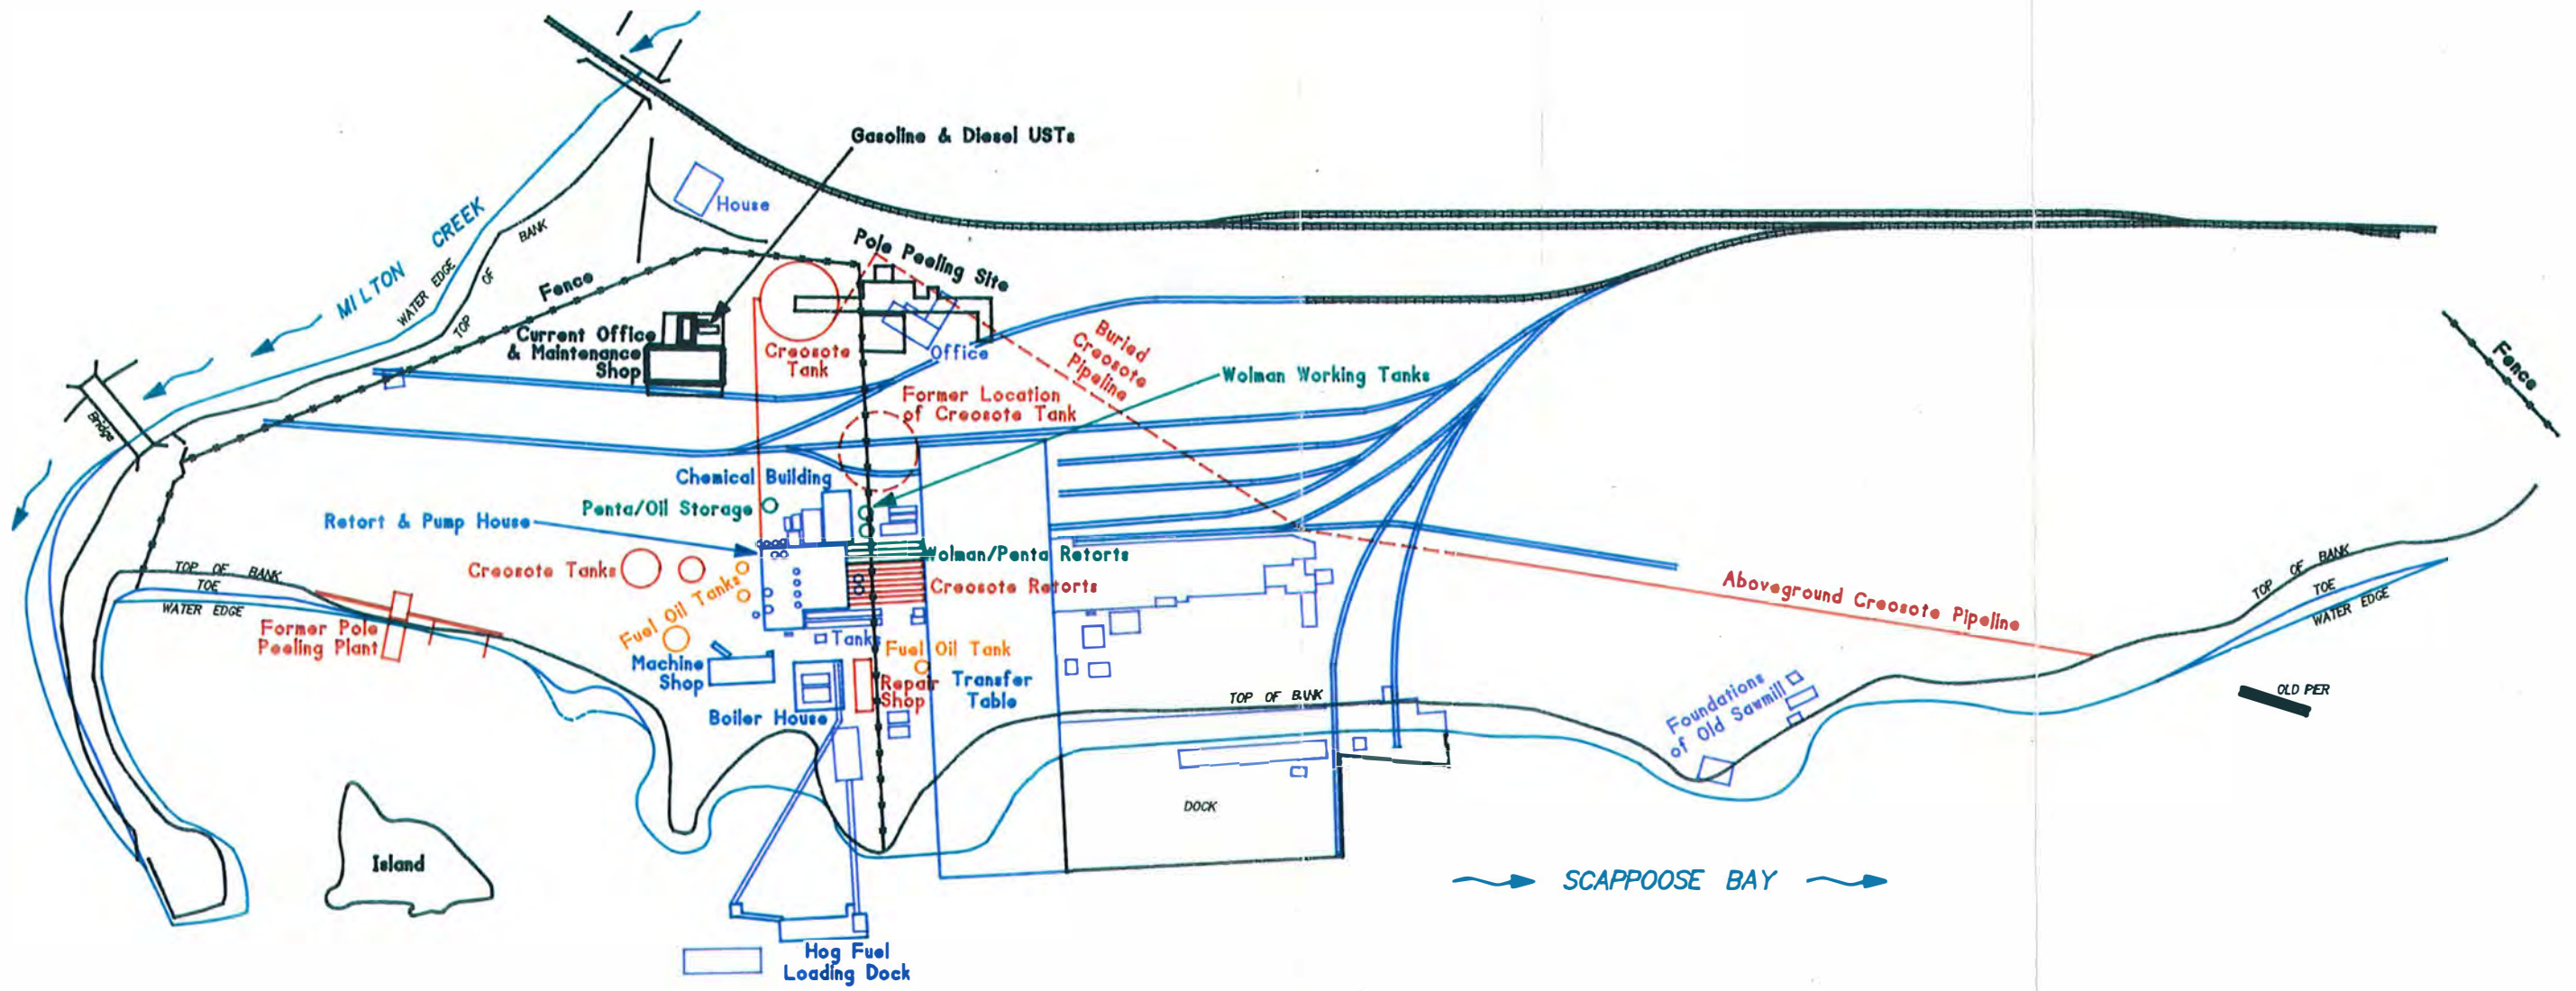 Gasoline & Diesel USTs
House
MILTON CREEK
WATER EDGE
TOP OF BANK
Fence
Pole Peeling Site
Current Office
& Maintenance
Shop
Creosote
Tank
Office
Buried
Creosote
Pipeline
Former Location
of Creosote Tank
Wolman Working Tanks
Fence
Bridge
Chemical Building
Penta/Oil Storage
Retort & Pump House
Creosote Tanks
Fuel Oil Tanks
Wolman/Penta Retorts
Creosote Retorts
TOP OF BANK
TOE
WATER EDGE
Former Pole
Peeling Plant
Tanks
Fuel Oil Tank
Machine
Shop
Repair
Shop
Transfer
Table
Boiler House
TOP OF BANK
Aboveground Creosote Pipeline
TOP OF BANK
TOE
WATER EDGE
Foundations
of Old Sawmill
OLD PIER
DOCK
Island
SCAPPOOSE BAY
Hog Fuel
Loading Dock